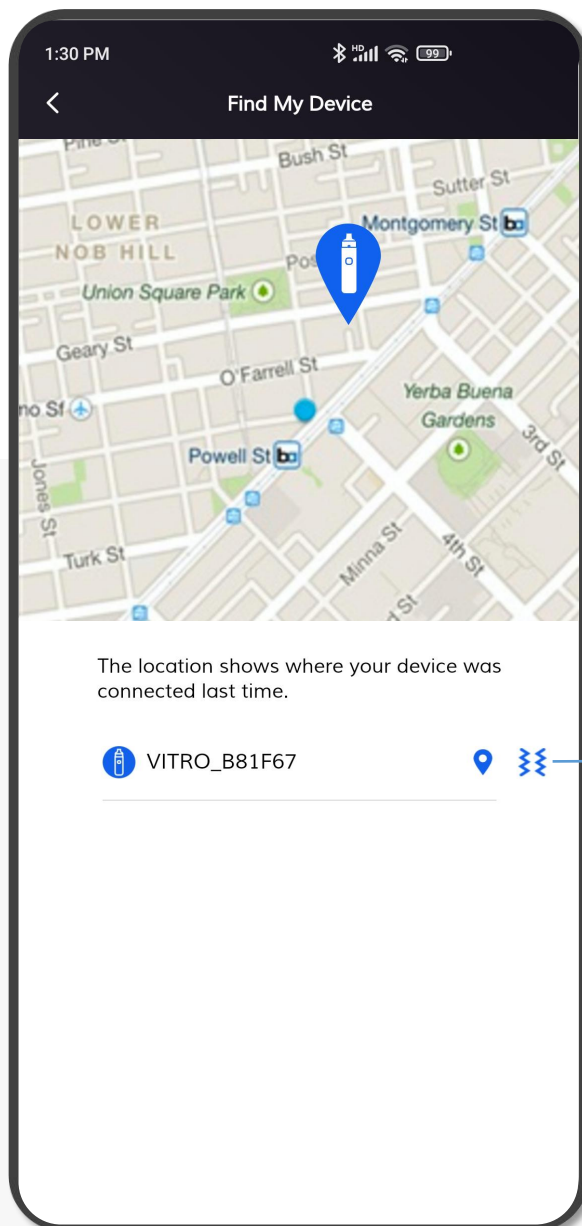 1:30 PM
HD
99
Find My Device
Bush St
Sutter St
LOWER
NOB HILL
Montgomery St
Union Square Park
Geary St
O'Farrell St
Yerba Buena
Gardens
3rd St
Powell St
Jones St
4th St
Minna St
Turk St
The location shows where your device was
connected last time.
VITRO_B81F67